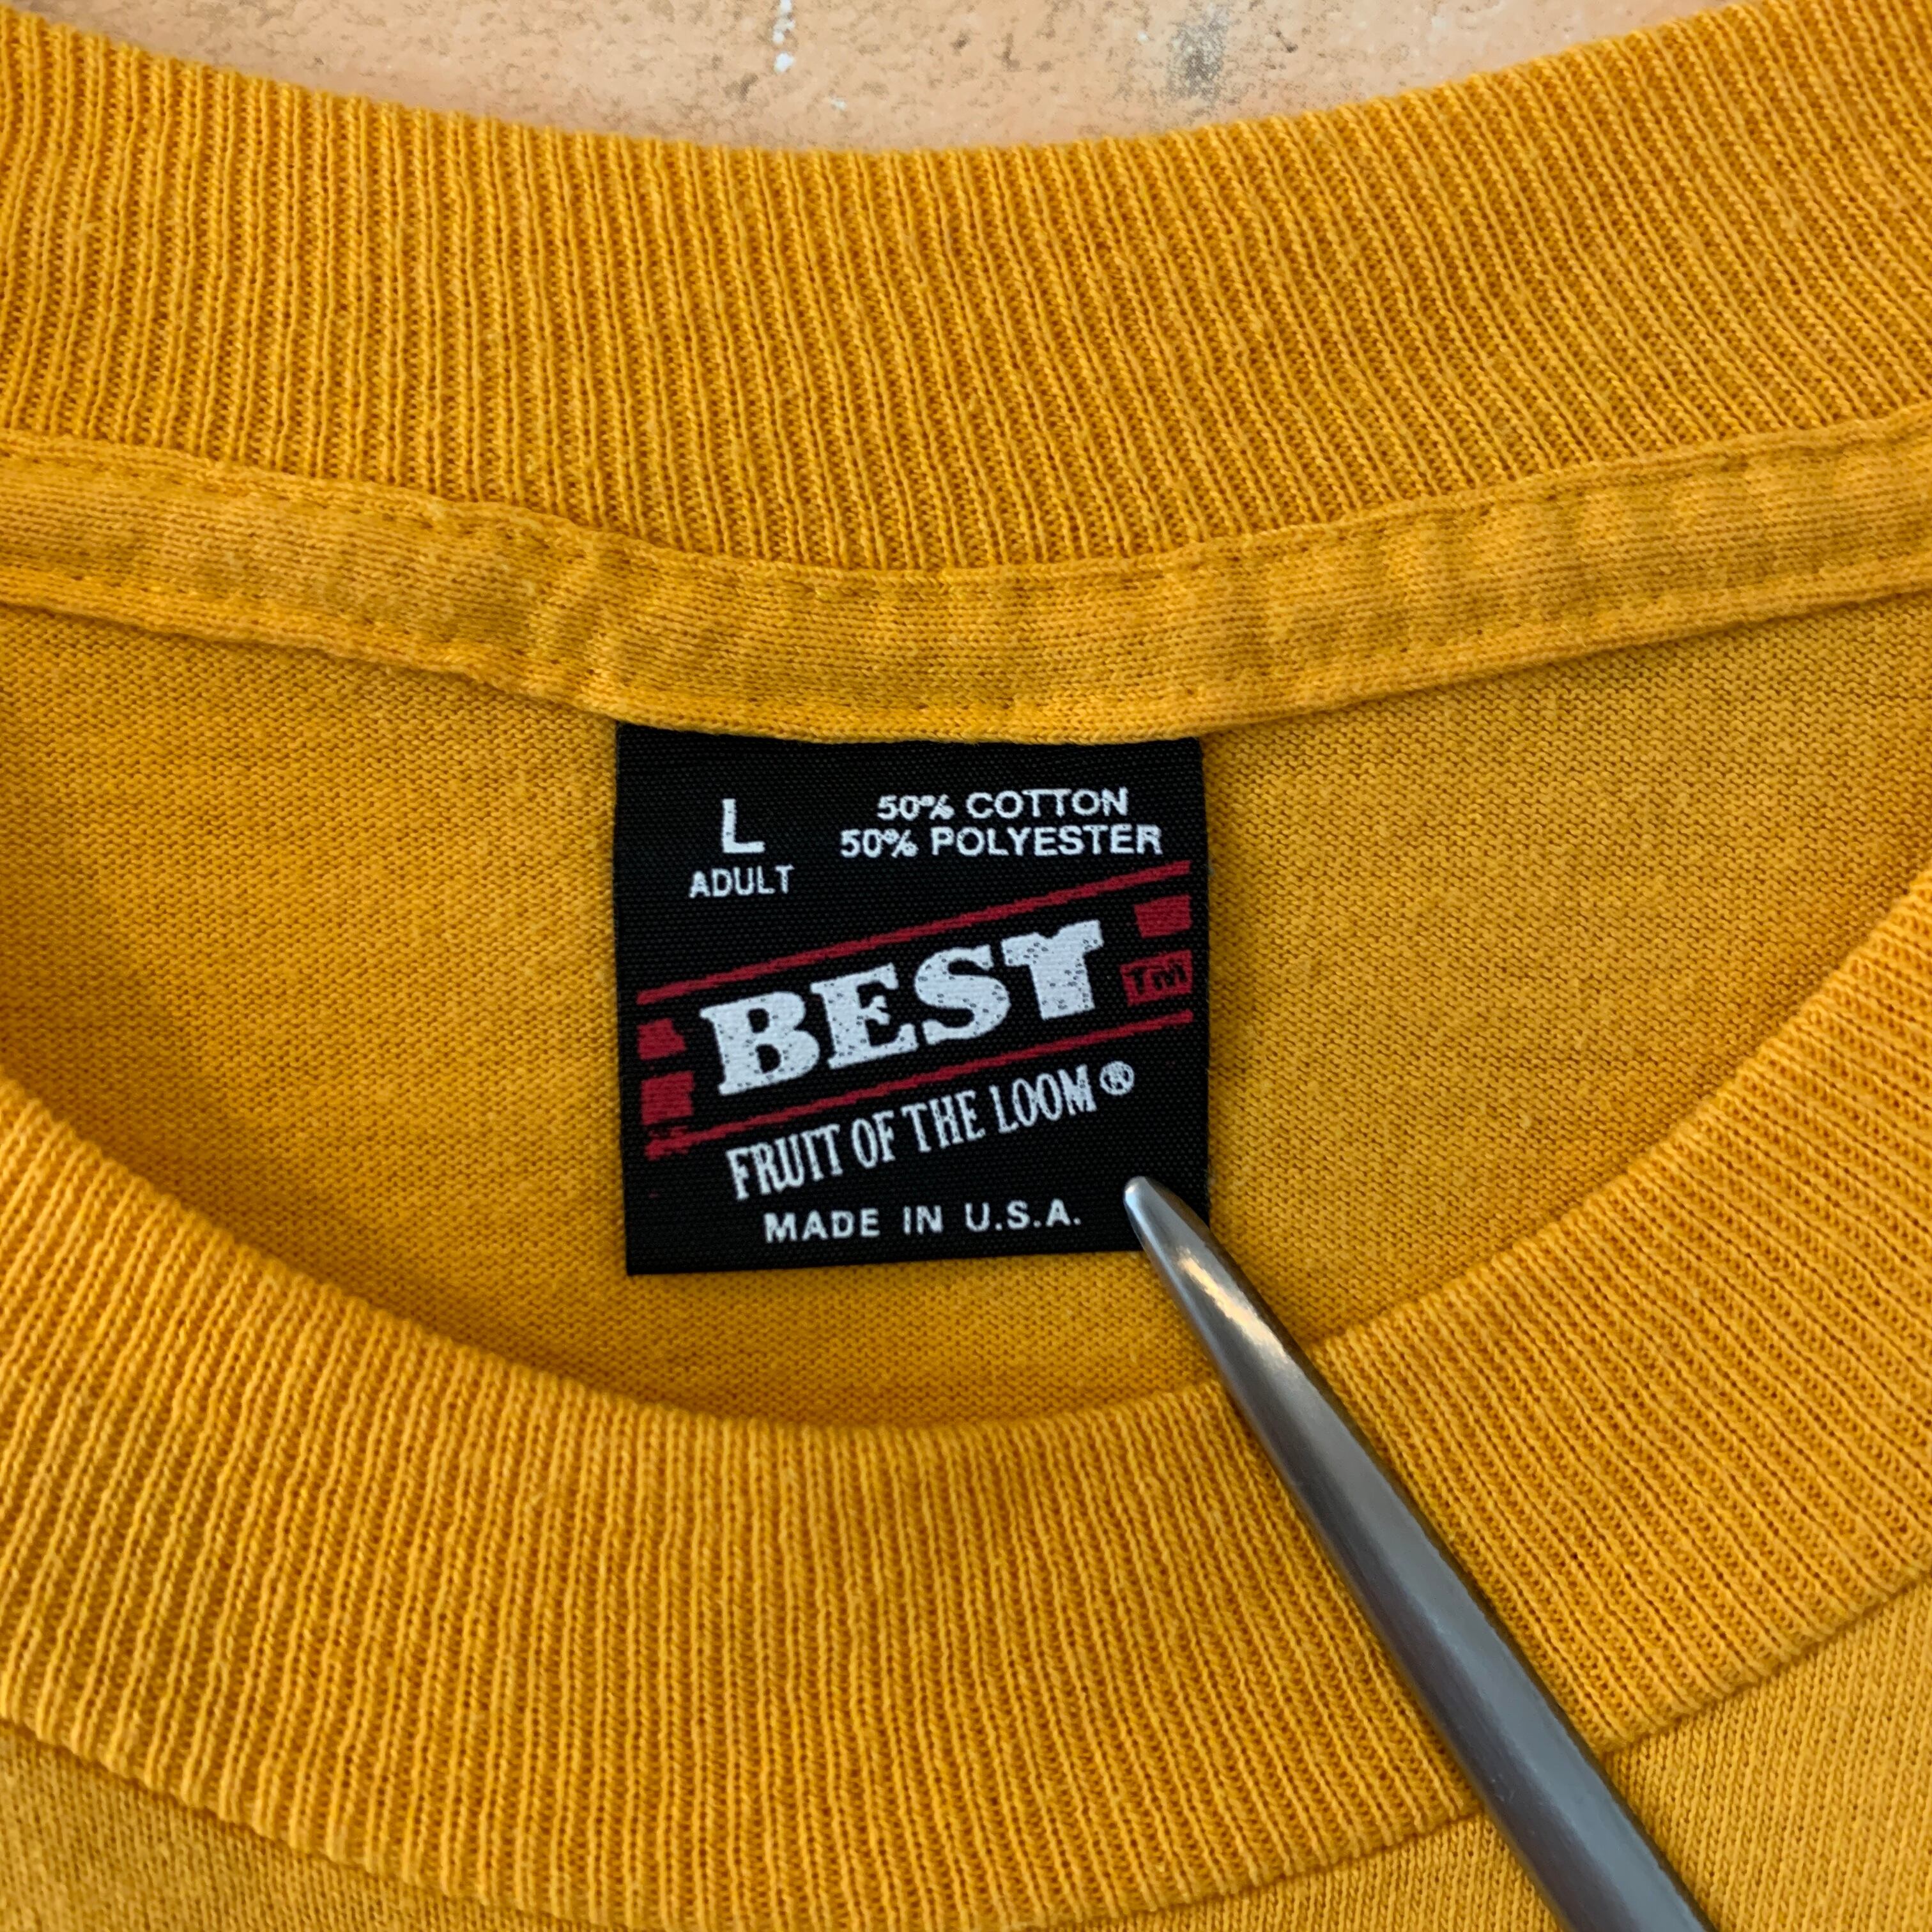 L
ADULT
50% COTTON
50% POLYESTER
BEST
TM
FRUIT OF THE LOOM ®
MADE IN U.S.A.